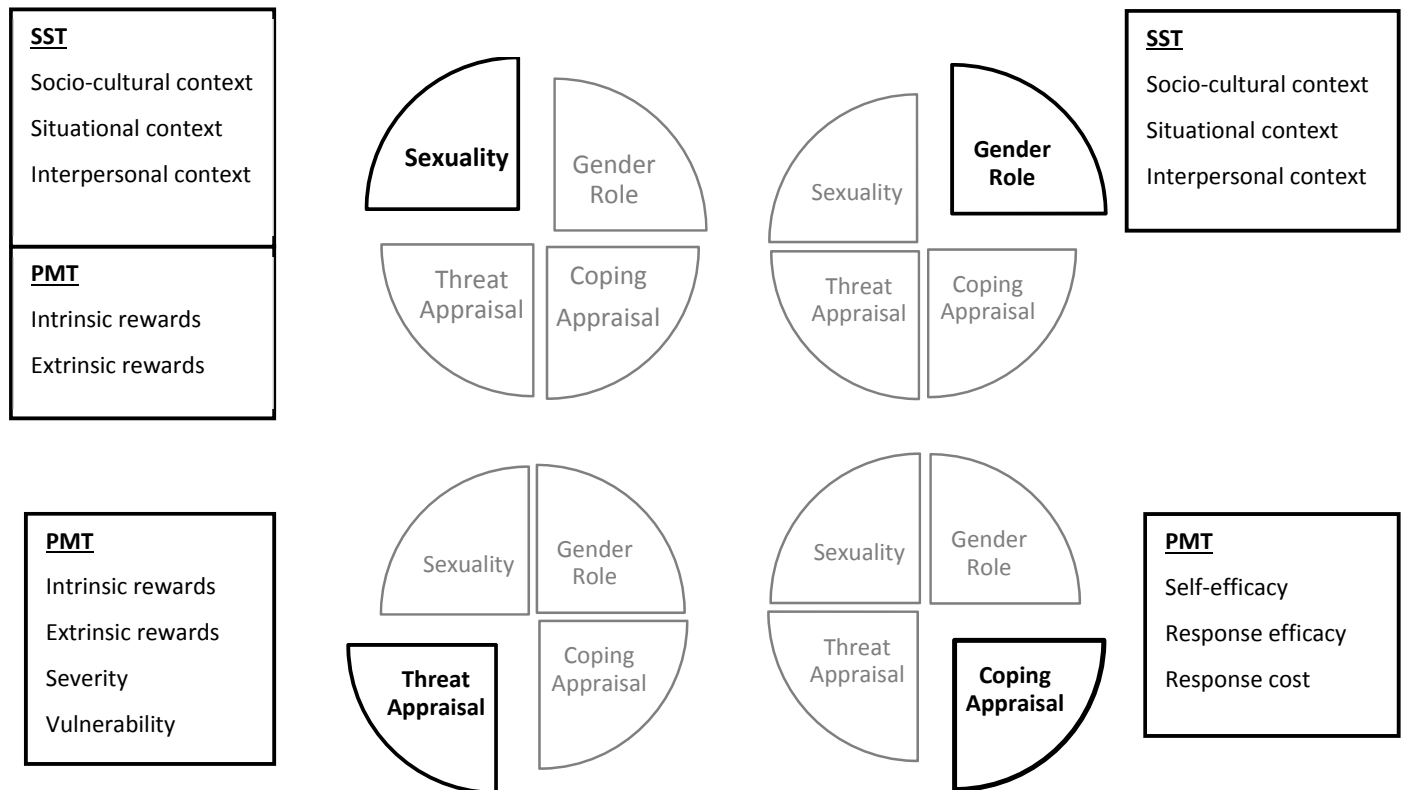 SST
Socio-cultural context
Situational context
Interpersonal context
PMT
Intrinsic rewards
Extrinsic rewards
Sexuality
Gender
Role
Threat
Appraisal
Coping
Appraisal
Sexuality
Gender
Role
Threat
Appraisal
Coping
Appraisal
SST
Socio-cultural context
Situational context
Interpersonal context
PMT
Intrinsic rewards
Extrinsic rewards
Severity
Vulnerability
Sexuality
Gender
Role
Threat
Appraisal
Coping
Appraisal
Sexuality
Gender
Role
Threat
Appraisal
Coping
Appraisal
PMT
Self-efficacy
Response efficacy
Response cost